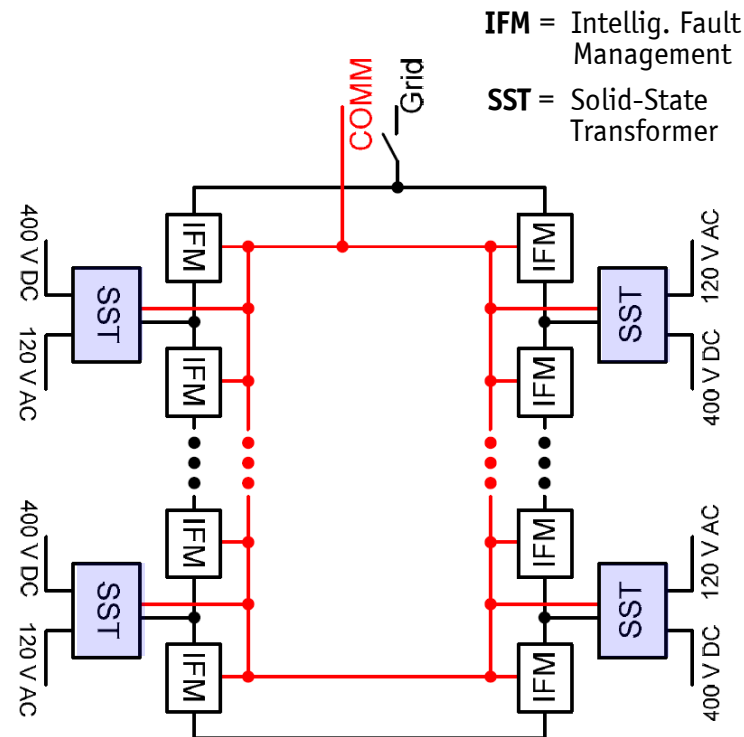 IFM = Intellig. Fault
Management
SST = Solid-State
Transformer
COMM
Grid
400 V DC
SST
120 V AC
IFM
IFM
IFM
IFM
120 V AC
SST
400 V DC
400 V DC
SST
120 V AC
IFM
IFM
IFM
IFM
120 V AC
SST
400 V DC